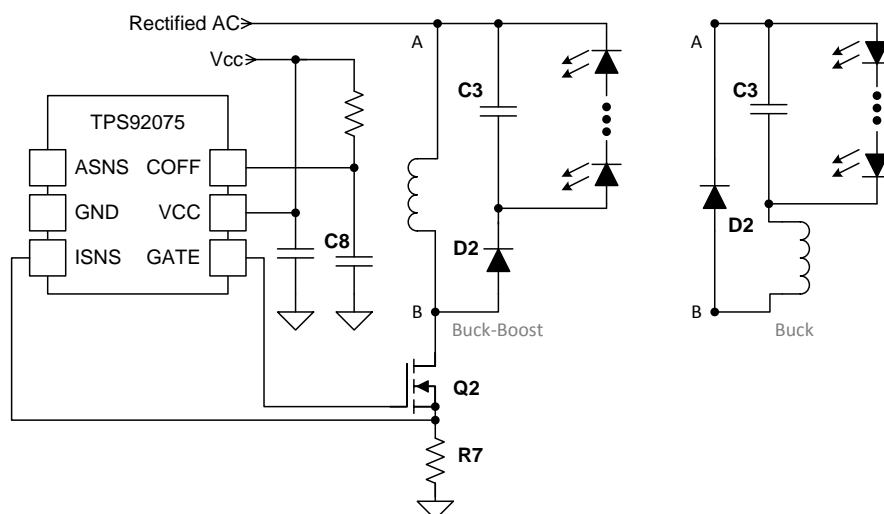 Rectified AC
A
A
Vcc
C3
C3
TPS92075
ASNS
COFF
GND
VCC
D2
C8
D2
ISNS
GATE
B
B
Buck-Boost
Buck
Q2
R7